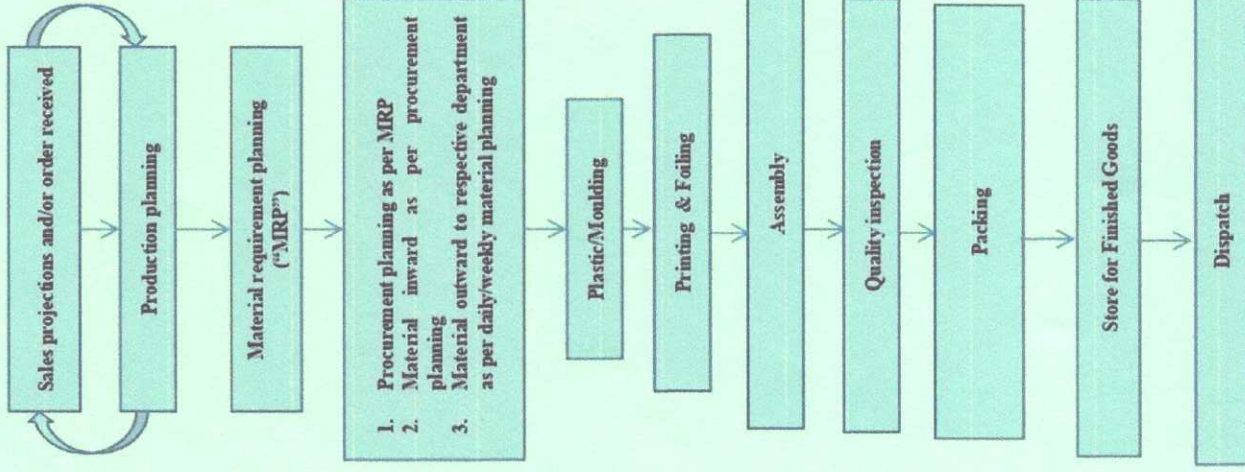 Sales projections and/or order received
Production planning
Material requirement planning
("MRP")
1. Procurement planning as per MRP
2. Material inward as per procurement
planning
3. Material outward to respective department
as per daily/weekly material planning
Plastic/Moulding
Printing & Foiling
Assembly
Quality inspection
Packing
Store for Finished Goods
Dispatch